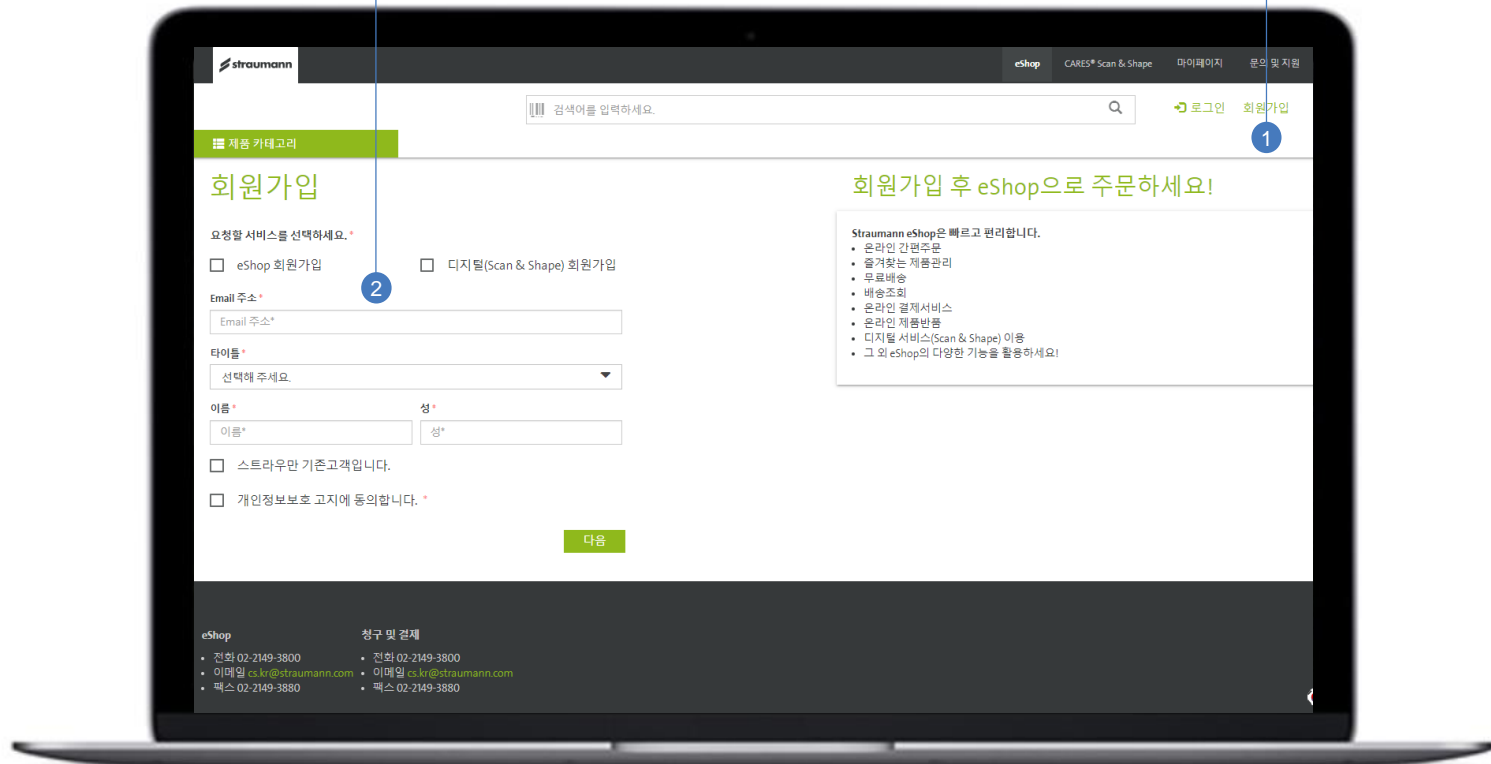 straumann
eShop CARES® Scan & Shape 마이페이지 문의 및 지원
검색어를 입력하세요.
로그인 회원가입
1
제품 카테고리
회원가입
요청할 서비스를 선택하세요.*
eShop 회원가입 디지털(Scan & Shape) 회원가입
2
Email 주소*
Email 주소*
타이틀*
선택해 주세요.
이름* 성*
이름* 성*
스트라우만 기존고객입니다.
개인정보보호 고지에 동의합니다. *
다음
회원가입 후 eShop으로 주문하세요!
Straumann eShop은 빠르고 편리합니다.
• 온라인 간편주문
• 즐겨찾는 제품관리
• 무료배송
• 배송조회
• 온라인 결제서비스
• 온라인 제품반품
• 디지털 서비스(Scan & Shape) 이용
• 그 외 eShop의 다양한 기능을 활용하세요!
eShop
• 전화 02-2149-3800
• 이메일 cs.kr@straumann.com
• 팩스 02-2149-3880
청구 및 결제
• 전화 02-2149-3800
• 이메일 cs.kr@straumann.com
• 팩스 02-2149-3880